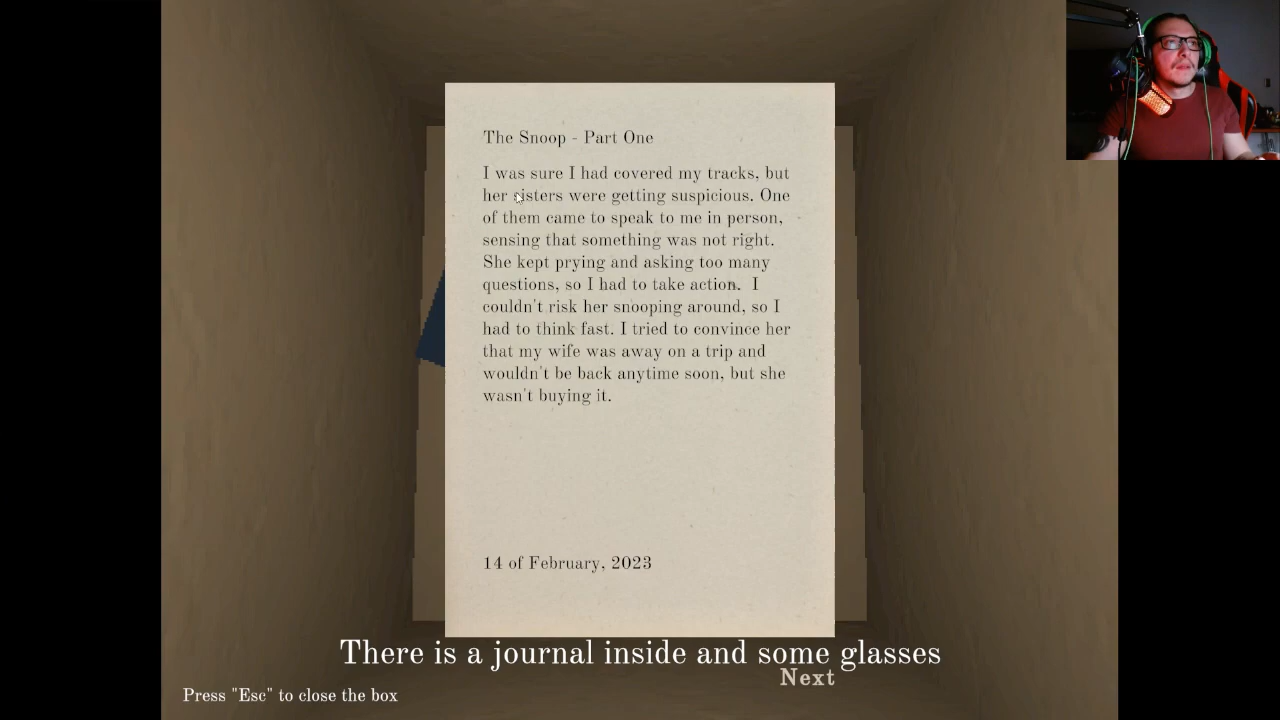 The Snoop - Part One
I was sure I had covered my tracks, but
her sisters were getting suspicious. One
of them came to speak to me in person,
sensing that something was not right.
She kept prying and asking too many
questions, so I had to take action.  I
couldn't risk her snooping around, so I
had to think fast. I tried to convince her
that my wife was away on a trip and
wouldn't be back anytime soon, but she
wasn't buying it.
14 of February, 2023
There is a journal inside and some glasses
Next
Press "Esc" to close the box